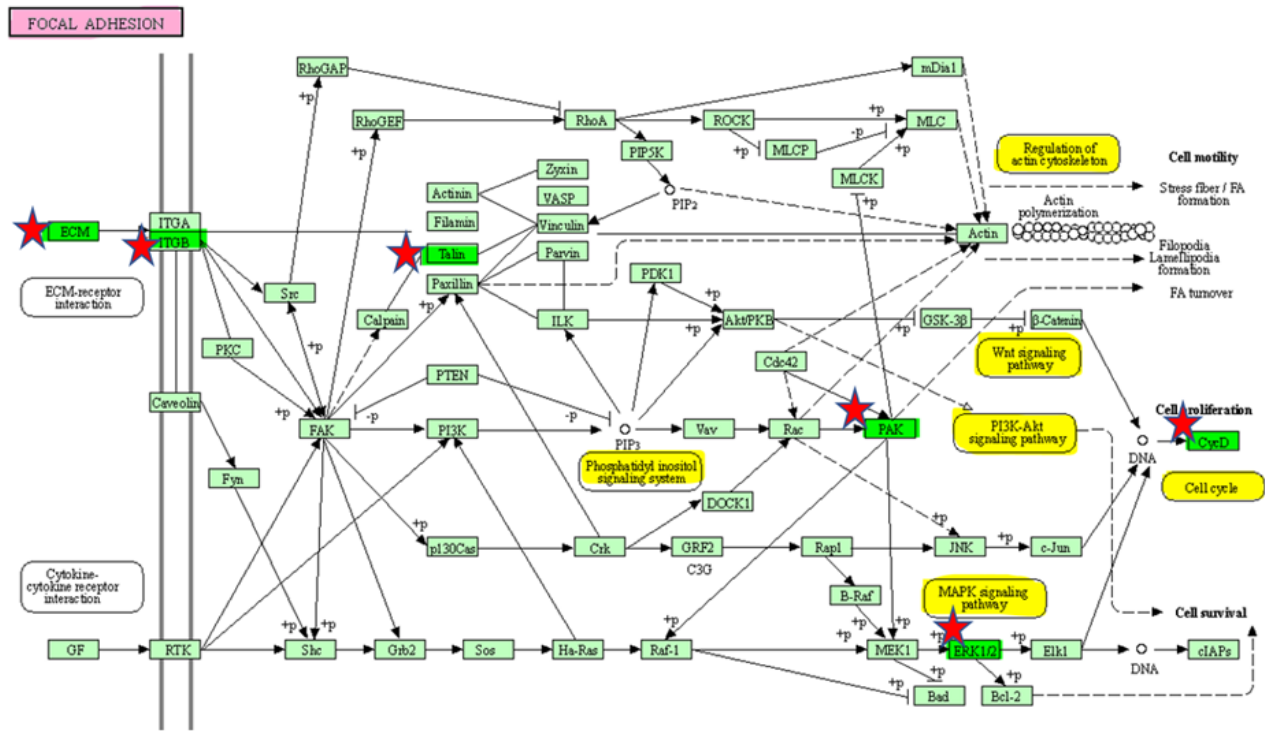 FOCAL ADHESION
RhoGAP
mDia1
+p
RhoGEF
RhoA
ROCK
+p
MLC
+p
-p
+p
MLCP
+p
PIP5K
MLCK
+p
Regulation of
actin cytoskeleton
Cell motility
Zyxin
Actinin
VASP
PIP2
Stress fiber / FA
formation
ECM
ITGA
ITGB
Filamin
Vinculin
Actin
Actin
polymerization
Talin
Parvin
Filopodia
Lamellipodia
formation
ECM-receptor
interaction
Src
Paxillin
+p
PDK1
+p
FA turnover
Calpain
ILK
+p
Akt/PKB
GSK-3β
+p
β-Catenin
+p
PKC
Wnt signaling
pathway
PTEN
Cdc42
Caveolin
+p
-p
-p
FAK
PI3K
PIP3
Vav
Rac
PAK
PI3K-Akt
signaling pathway
Cell proliferation
CycD
DNA
Phosphatidyl inositol
signaling system
Fyn
Cell cycle
DOCK1
+p
+p
p130Cas
Crk
GRF2
C3G
Rap1
JNK
+p
c-Jun
Cytokine-
cytokine receptor
interaction
B-Raf
MAPK signaling
pathway
Cell survival
+p
+p
+p
+p
+p
+p
+p
+p
GF
RTK
Shc
Grb2
Sos
Ha-Ras
Raf-1
MEK1
ERK1/2
Elk1
DNA
cIAPs
+p
+p
+p
Bad
Bcl-2